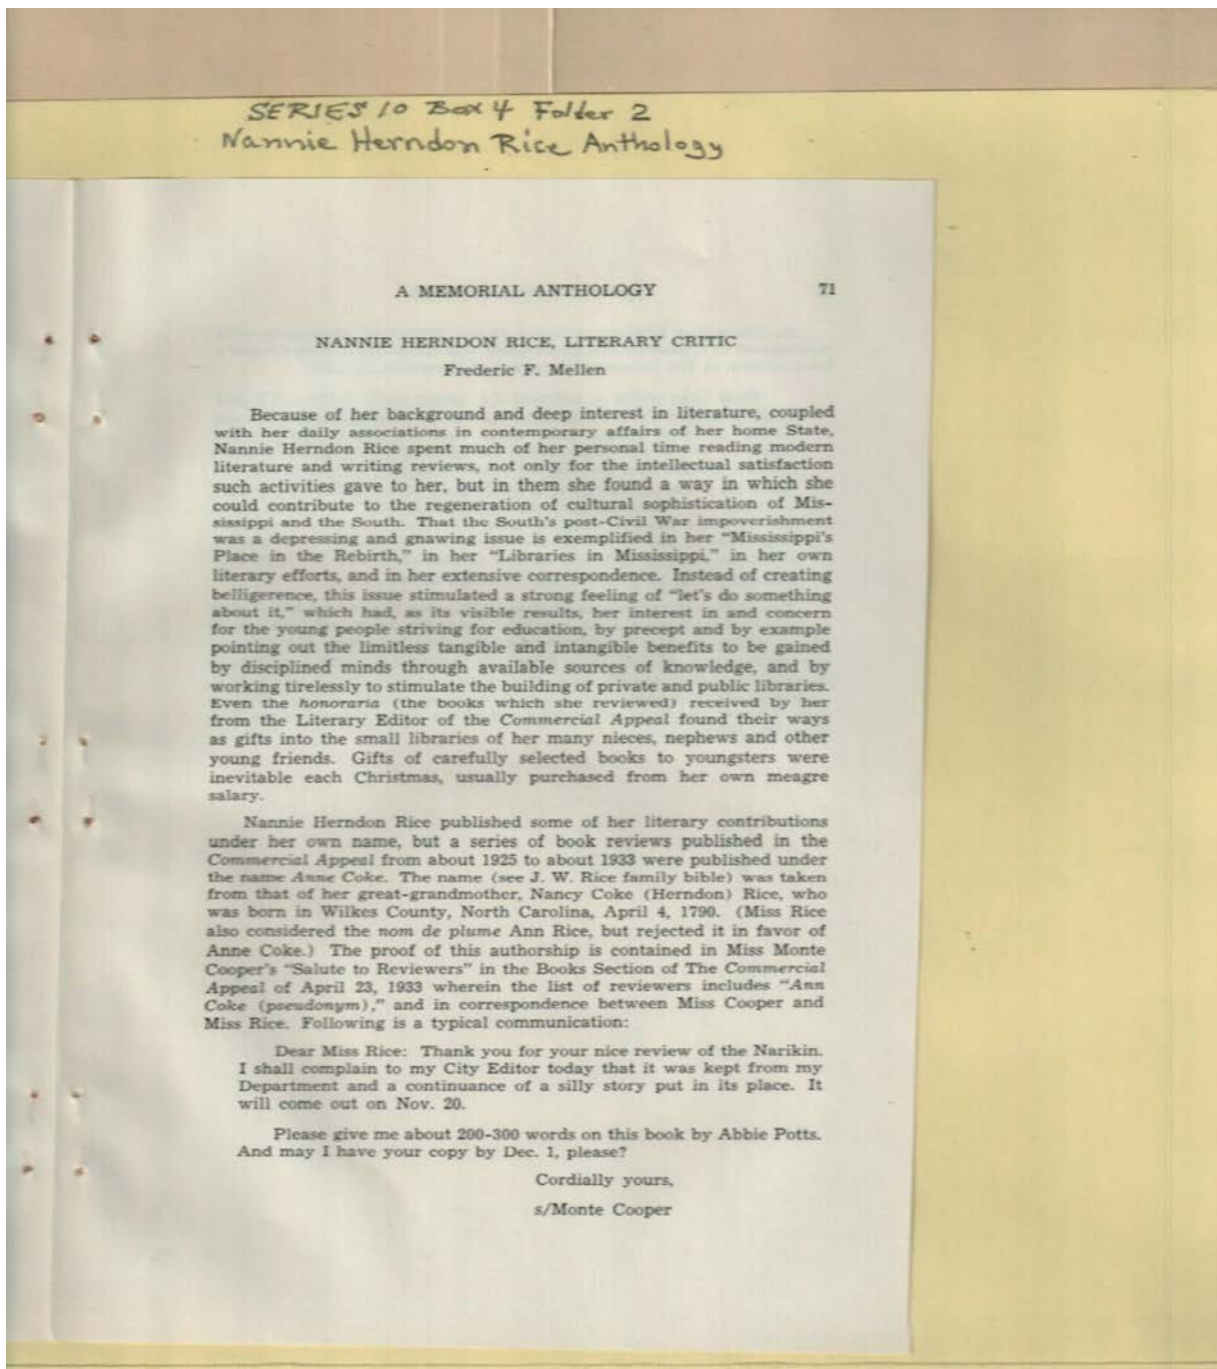 SERIES 10 Box 4 Folder 2
Nannie Herndon Rice Anthology
A MEMORIAL ANTHOLOGY 71
NANNIE HERNDON RICE, LITERARY CRITIC
Frederic F. Mellen
Because of her background and deep interest in literature, coupled
with her daily associations in contemporary affairs of her home State,
Nannie Herndon Rice spent much of her personal time reading modern
literature and writing reviews, not only for the intellectual satisfaction
such activities gave to her, but in them she found a way in which she
could contribute to the regeneration of cultural sophistication of Mis-
sissippi and the South. That the South's post-Civil War impoverishment
was a depressing and gnawing issue is exemplified in her "Mississippi's
Place in the Rebirth," in her "Libraries in Mississippi," in her own
literary efforts, and in her extensive correspondence. Instead of creating
belligerence, this issue stimulated a strong feeling of "let's do something
about it," which had, as its visible results, her interest in and concern
for the young people striving for education, by precept and by example
pointing out the limitless tangible and intangible benefits to be gained
by disciplined minds through available sources of knowledge, and by
working tirelessly to stimulate the building of private and public libraries.
Even the honoraria (the books which she reviewed) received by her
from the Literary Editor of the Commercial Appeal found their ways
as gifts into the small libraries of her many nieces, nephews and other
young friends. Gifts of carefully selected books to youngsters were
inevitable each Christmas, usually purchased from her own meagre
salary.
Nannie Herndon Rice published some of her literary contributions
under her own name, but a series of book reviews published in the
Commercial Appeal from about 1925 to about 1933 were published under
the name Anne Coke. The name (see J. W. Rice family bible) was taken
from that of her great-grandmother, Nancy Coke (Herndon) Rice, who
was born in Wilkes County, North Carolina, April 4, 1790. (Miss Rice
also considered the nom de plume Ann Rice, but rejected it in favor of
Anne Coke.) The proof of this authorship is contained in Miss Monte
Cooper's "Salute to Reviewers" in the Books Section of The Commercial
Appeal of April 23, 1933 wherein the list of reviewers includes "Ann
Coke (pseudonym)," and in correspondence between Miss Cooper and
Miss Rice. Following is a typical communication:
Dear Miss Rice: Thank you for your nice review of the Narikin.
I shall complain to my City Editor today that it was kept from my
Department and a continuance of a silly story put in its place. It
will come out on Nov. 20.
Please give me about 200-300 words on this book by Abbie Potts.
And may I have your copy by Dec. 1, please?
Cordially yours,
s/Monte Cooper